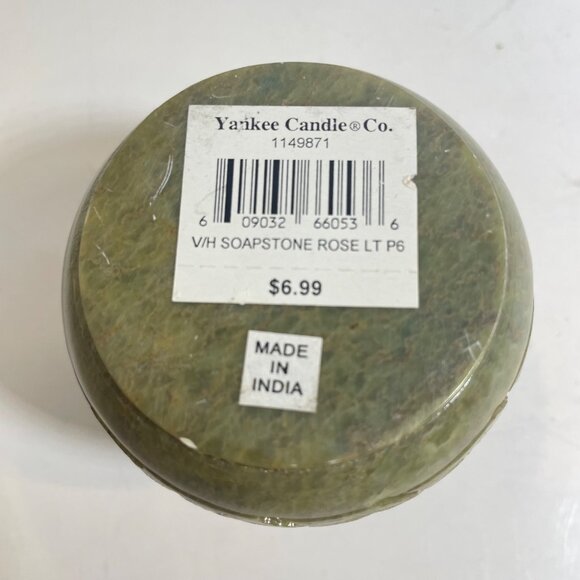 Yankee Candle® Co.
1149871
6 09032 66053 6
V/H SOAPSTONE ROSE LT P6
$6.99
MADE
IN
INDIA